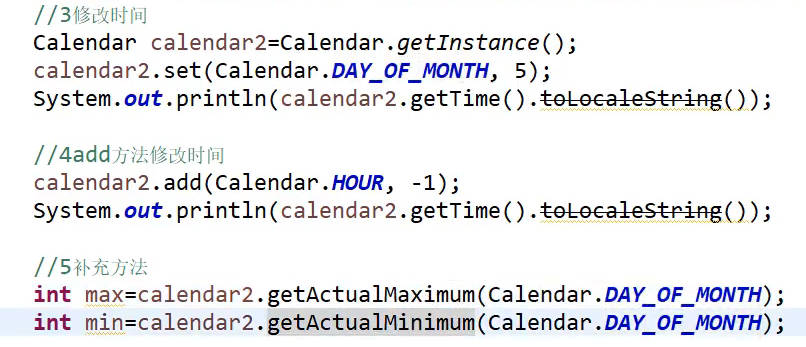 //3修改时间
Calendar calendar2=Calendar.getInstance();
calendar2.set(Calendar.DAY_OF_MONTH, 5);
System.out.println(calendar2.getTime().toLocaleString());
//4add方法修改时间
calendar2.add(Calendar.HOUR, -1);
System.out.println(calendar2.getTime().toLocaleString());
//5补充方法
int max=calendar2.getActualMaximum(Calendar.DAY_OF_MONTH);
int min=calendar2.getActualMinimum(Calendar.DAY_OF_MONTH);